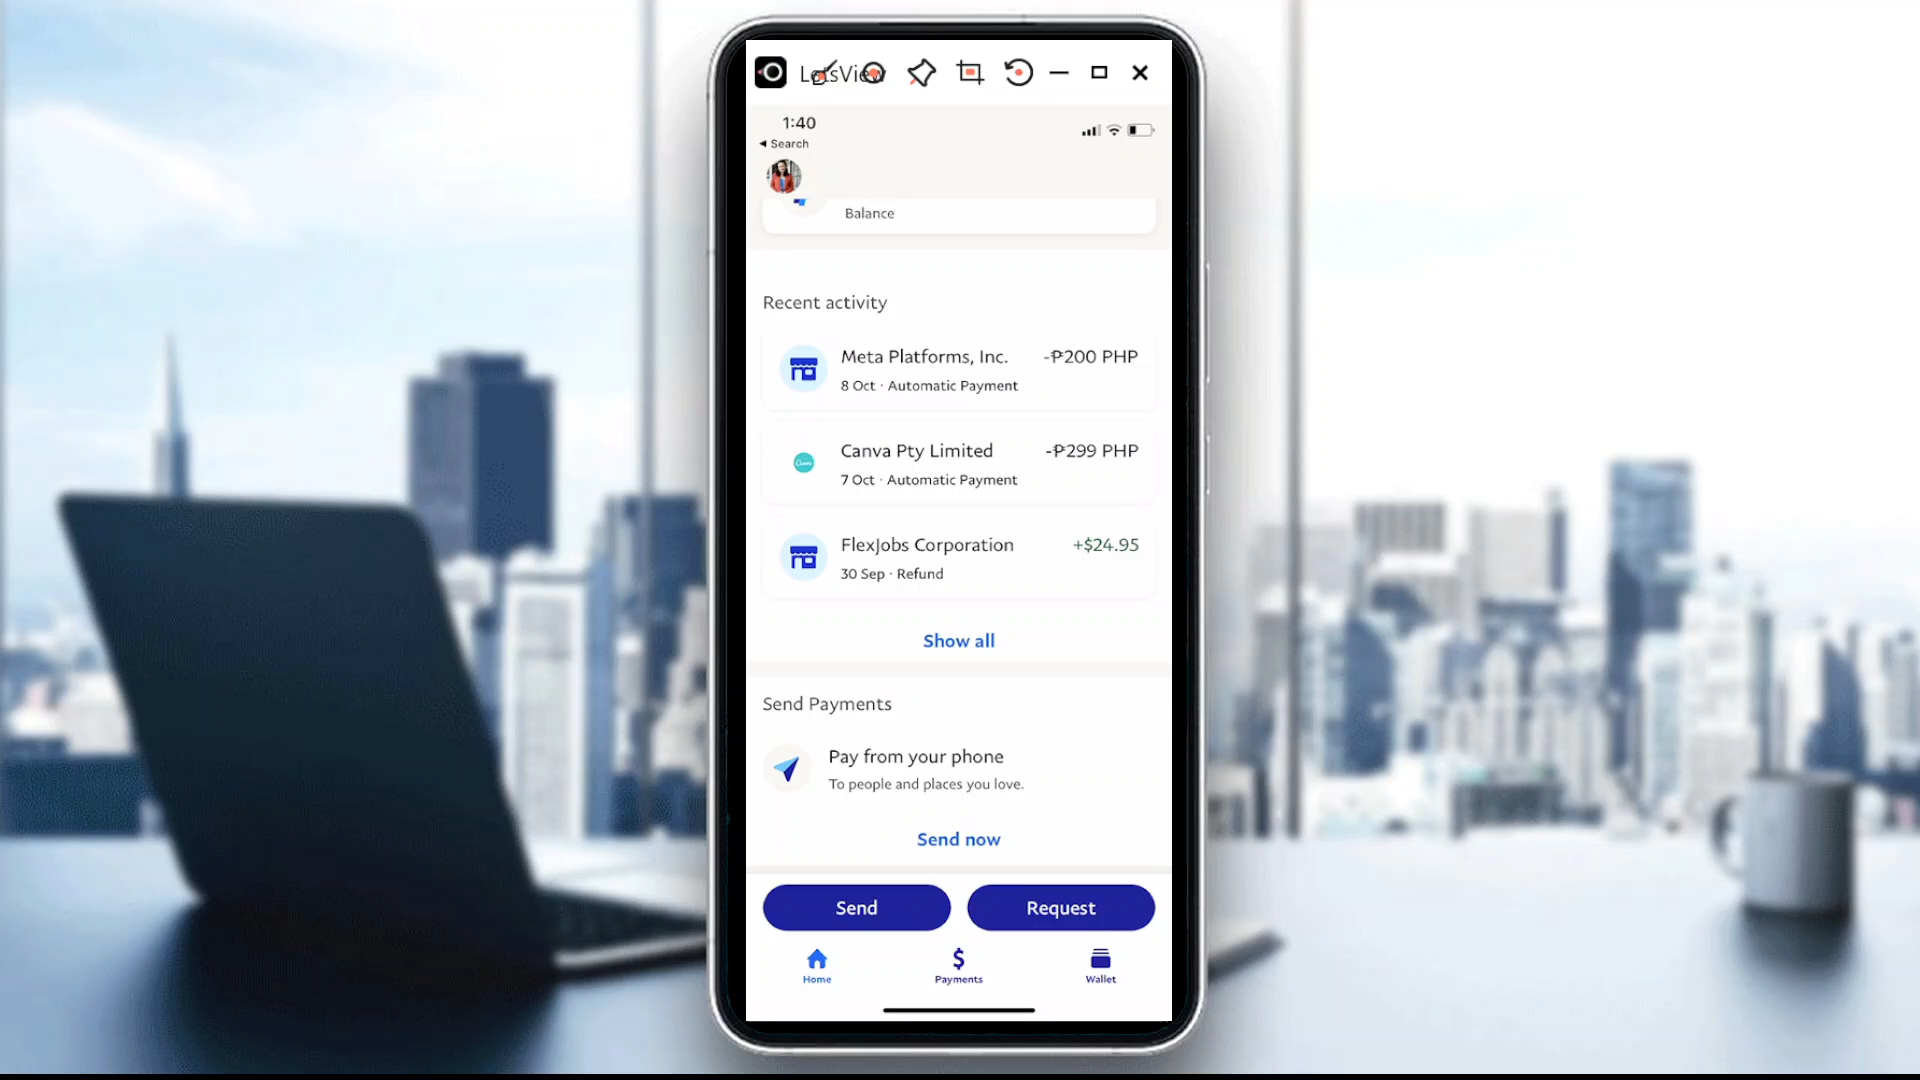 LetsView
1:40
Search
Balance
Recent activity
Meta Platforms, Inc. -₱200 PHP
8 Oct · Automatic Payment
Canva Pty Limited -₱299 PHP
7 Oct · Automatic Payment
Canva
FlexJobs Corporation +$24.95
30 Sep · Refund
Show all
Send Payments
Pay from your phone
To people and places you love.
Send now
Send Request
Home Payments Wallet